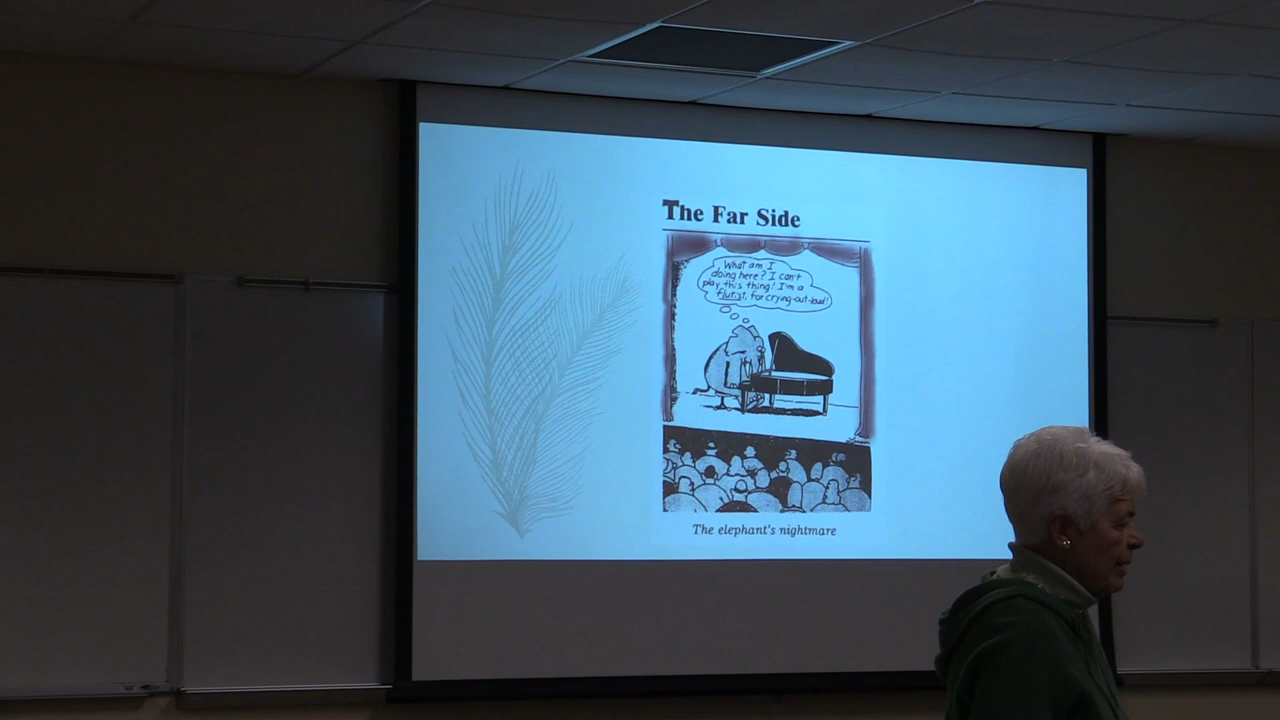 The Far Side
What am I
doing here? I can't
play this thing! I'm a
flutist, for crying-out-loud!
The elephant's nightmare